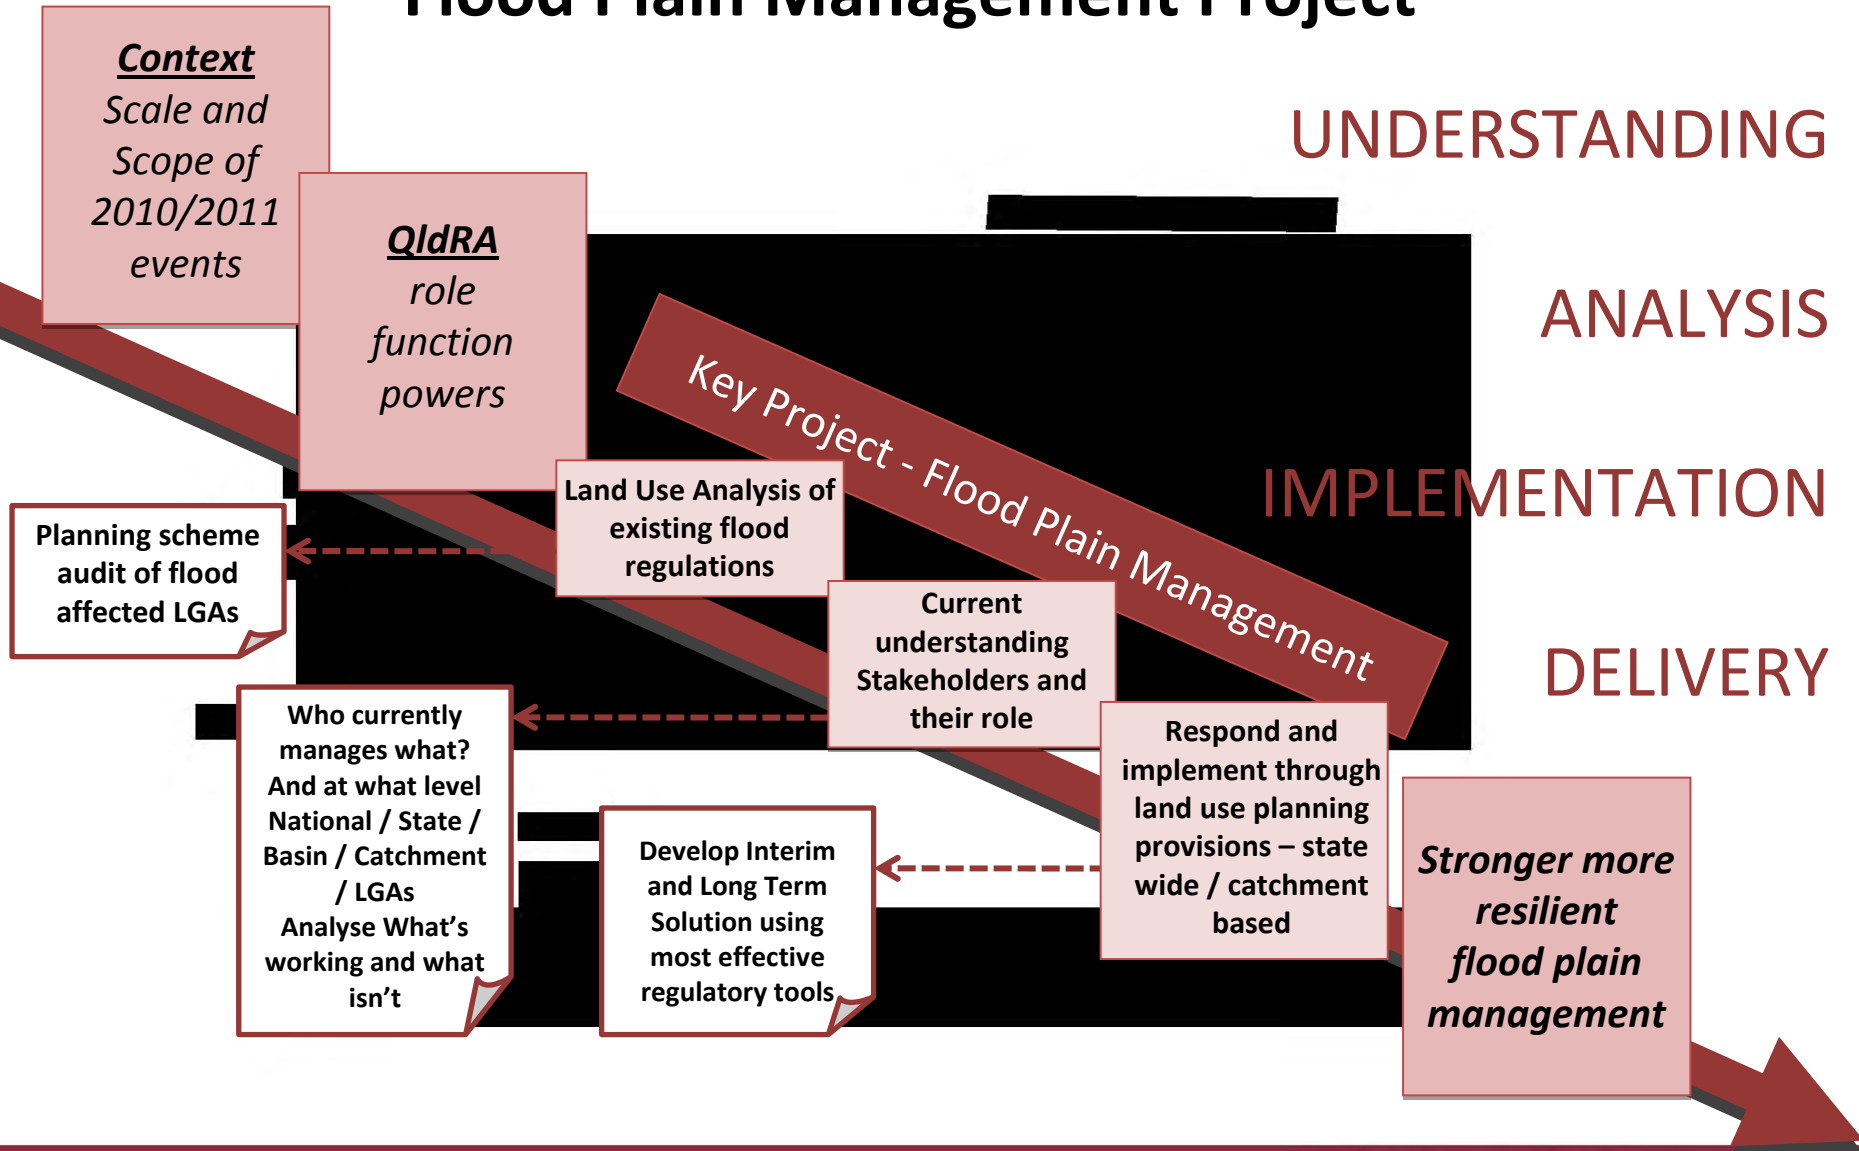 Flood Plain Management Project
Context
Scale and
Scope of
2010/2011
events
QldRA
role
function
powers
UNDERSTANDING
ANALYSIS
IMPLEMENTATION
DELIVERY
Key Project - Flood Plain Management
Land Use Analysis of
existing flood
regulations
Planning scheme
audit of flood
affected LGAs
Current
understanding
Stakeholders and
their role
Who currently
manages what?
And at what level
National / State /
Basin / Catchment
/ LGAs
Analyse What's
working and what
isn't
Respond and
implement through
land use planning
provisions – state
wide / catchment
based
Develop Interim
and Long Term
Solution using
most effective
regulatory tools
Stronger more
resilient
flood plain
management